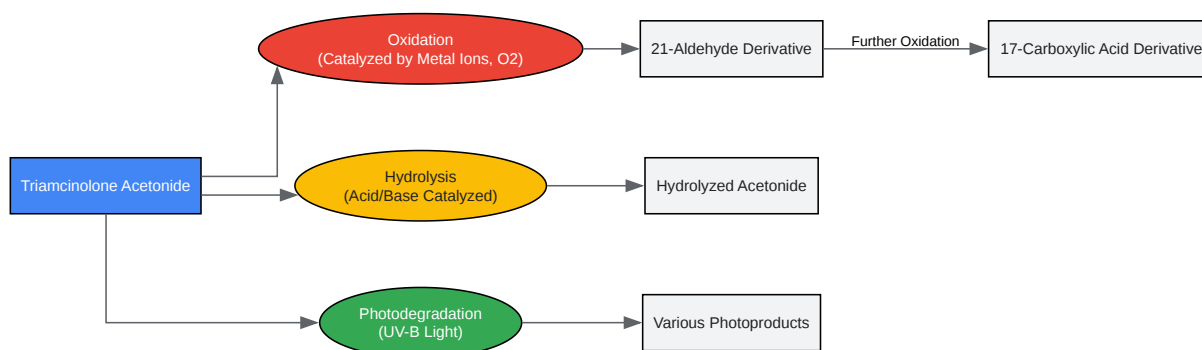 Oxidation
(Catalyzed by Metal Ions, O2)
21-Aldehyde Derivative
Further Oxidation
17-Carboxylic Acid Derivative
Triamcinolone Acetonide
Hydrolysis
(Acid/Base Catalyzed)
Hydrolyzed Acetonide
Photodegradation
(UV-B Light)
Various Photoproducts